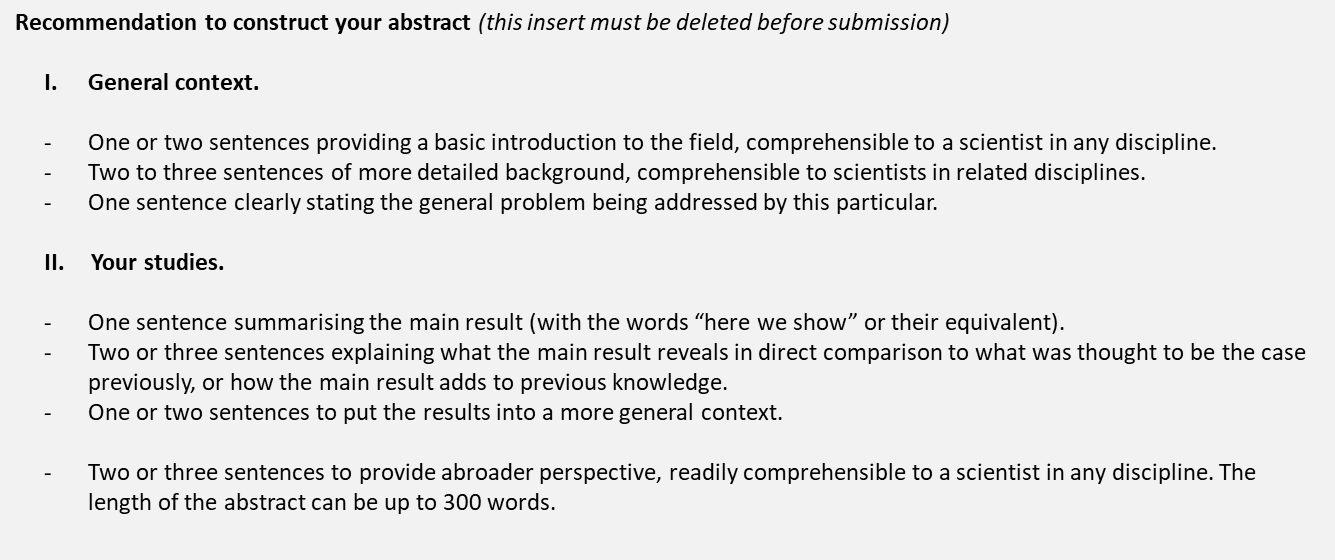 Recommendation to construct your abstract (this insert must be deleted before submission)
I. General context.
- One or two sentences providing a basic introduction to the field, comprehensible to a scientist in any discipline.
- Two to three sentences of more detailed background, comprehensible to scientists in related disciplines.
- One sentence clearly stating the general problem being addressed by this particular.
II. Your studies.
- One sentence summarising the main result (with the words “here we show” or their equivalent).
- Two or three sentences explaining what the main result reveals in direct comparison to what was thought to be the case
previously, or how the main result adds to previous knowledge.
- One or two sentences to put the results into a more general context.
- Two or three sentences to provide abroader perspective, readily comprehensible to a scientist in any discipline. The
length of the abstract can be up to 300 words.